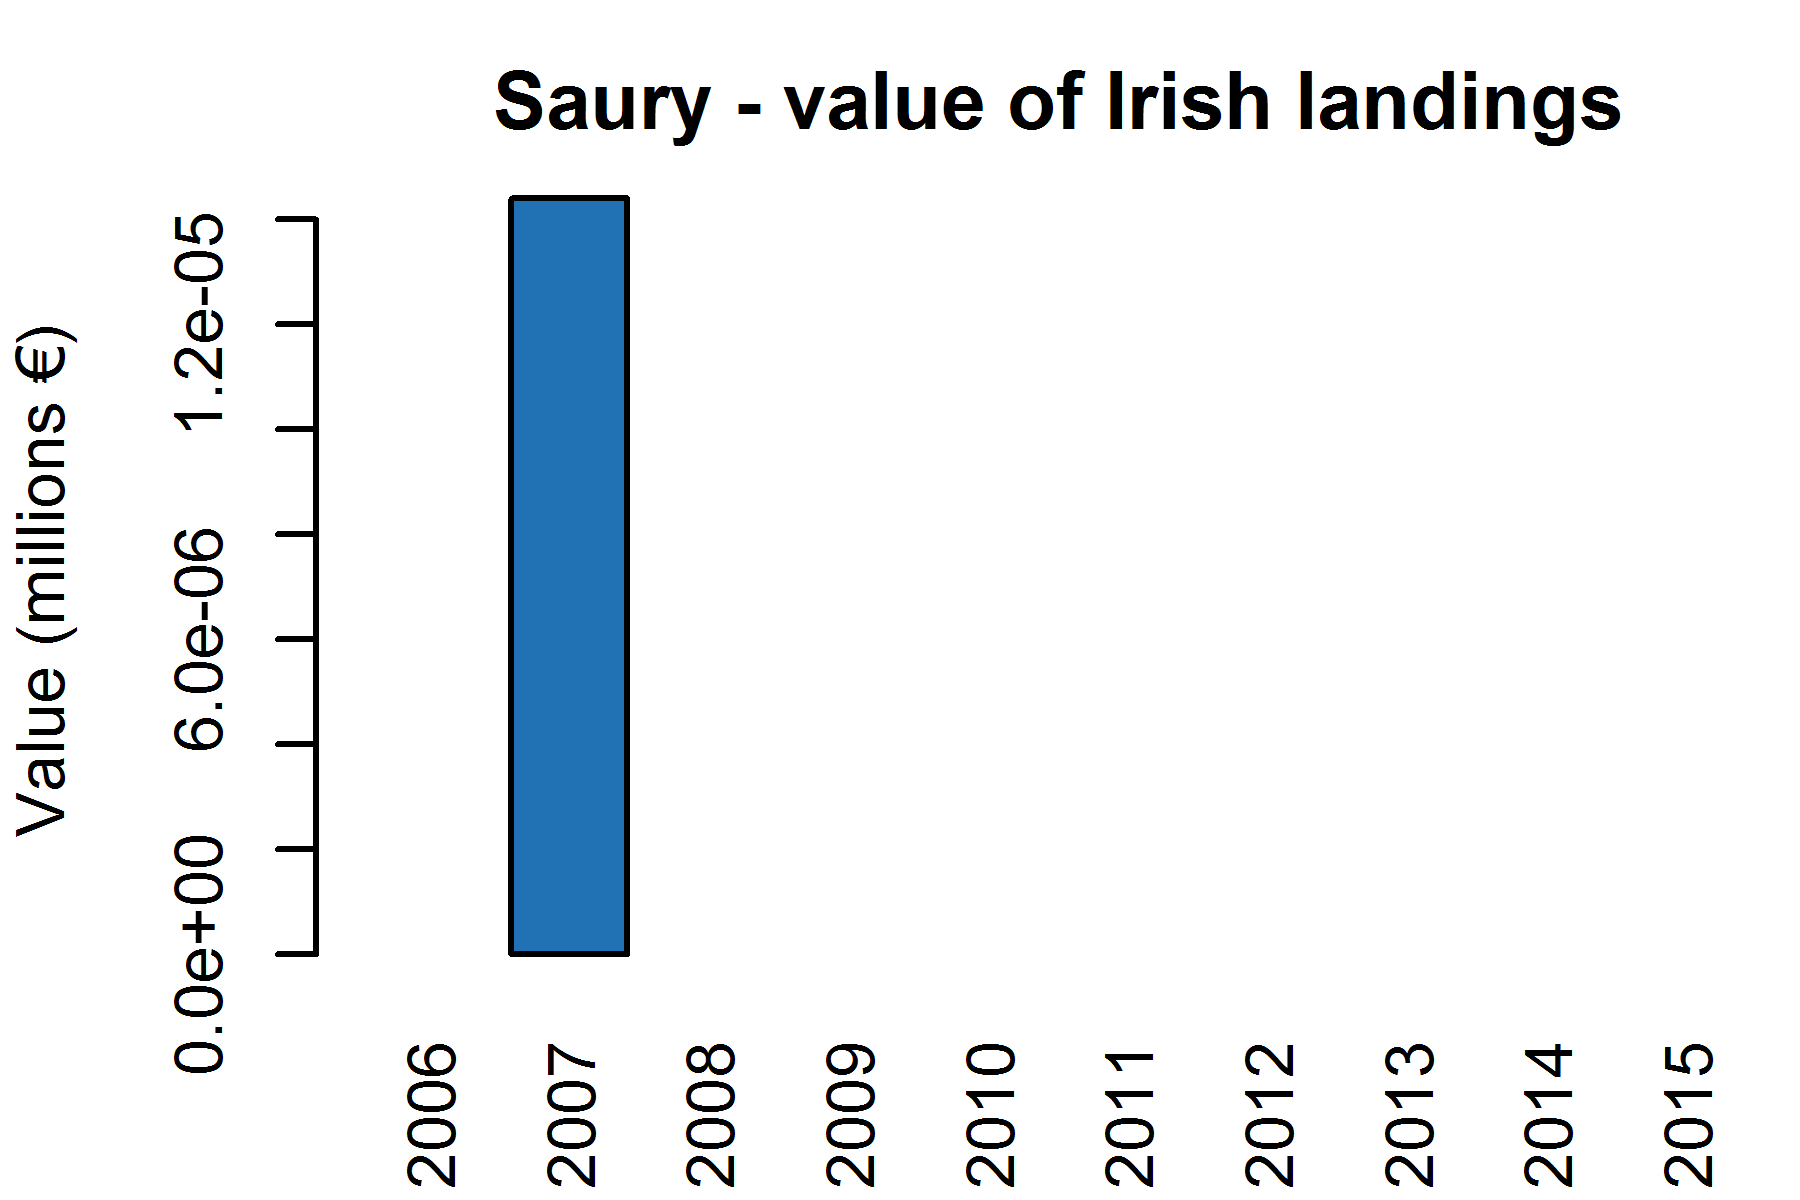 Saury - value of Irish landings
Value (millions €)
0.0e+00
6.0e-06
1.2e-05
2006
2007
2008
2009
2010
2011
2012
2013
2014
2015